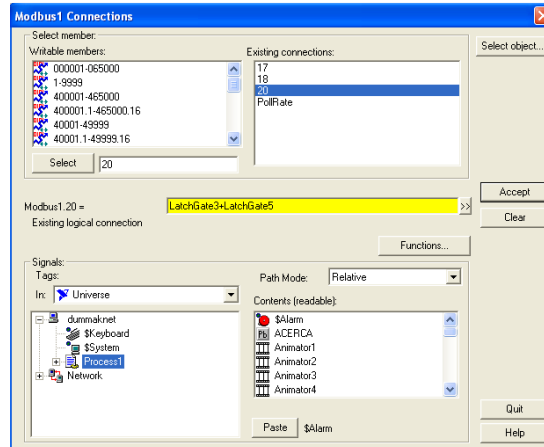 Modbus1 Connections
Select member:
Writable members:
000001-065000
1-9999
400001-465000
400001.1-465000.16
40001-49999
40001.1-49999.16
Select
20
Existing connections:
17
18
20
PollRate
Select object...
Modbus1.20 =
LatchGate3+LatchGate5
>>
Existing logical connection
Accept
Clear
Functions...
Signals:
Tags:
In:
Universe
Path Mode:
Relative
dummaknet
$Keyboard
$System
Process1
Network
Contents (readable):
$Alarm
Pb ACERCA
Animator1
Animator2
Animator3
Animator4
Paste
$Alarm
Quit
Help